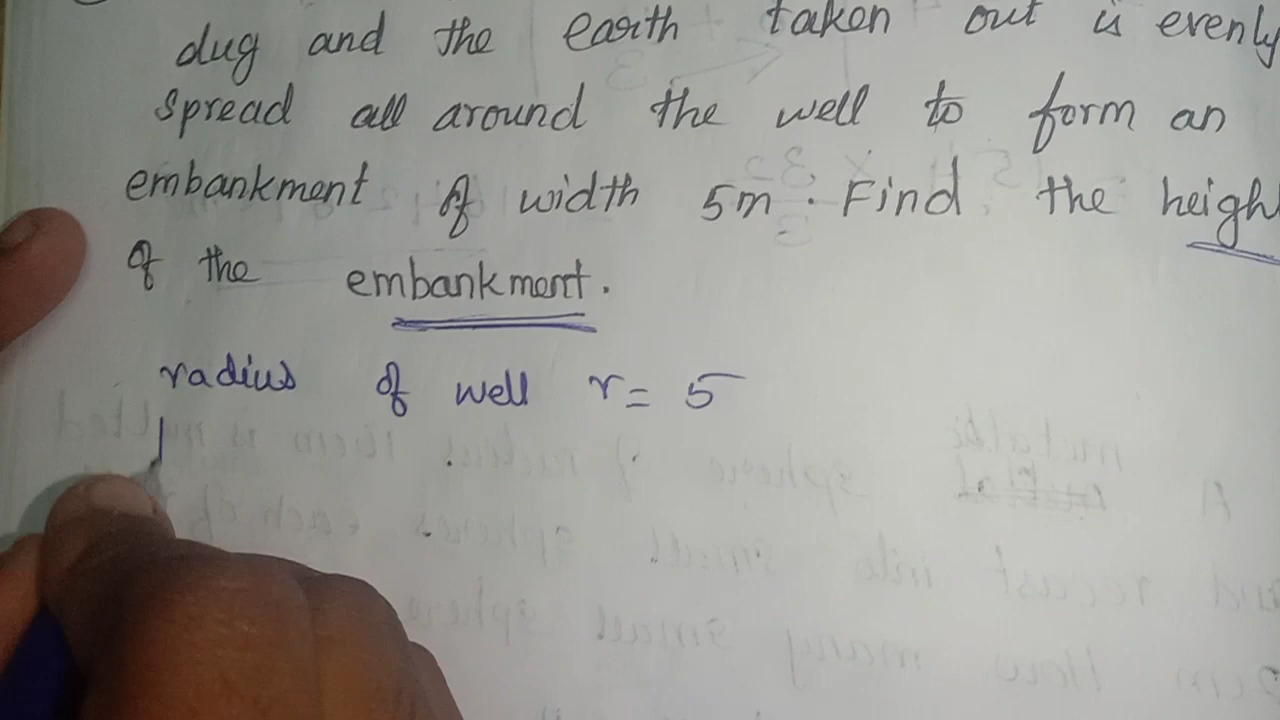 dug and the earth taken out is evenly
spread all around the well to form an
embankment of width 5m. Find the heigh
of the embankment.
radius of well r = 5